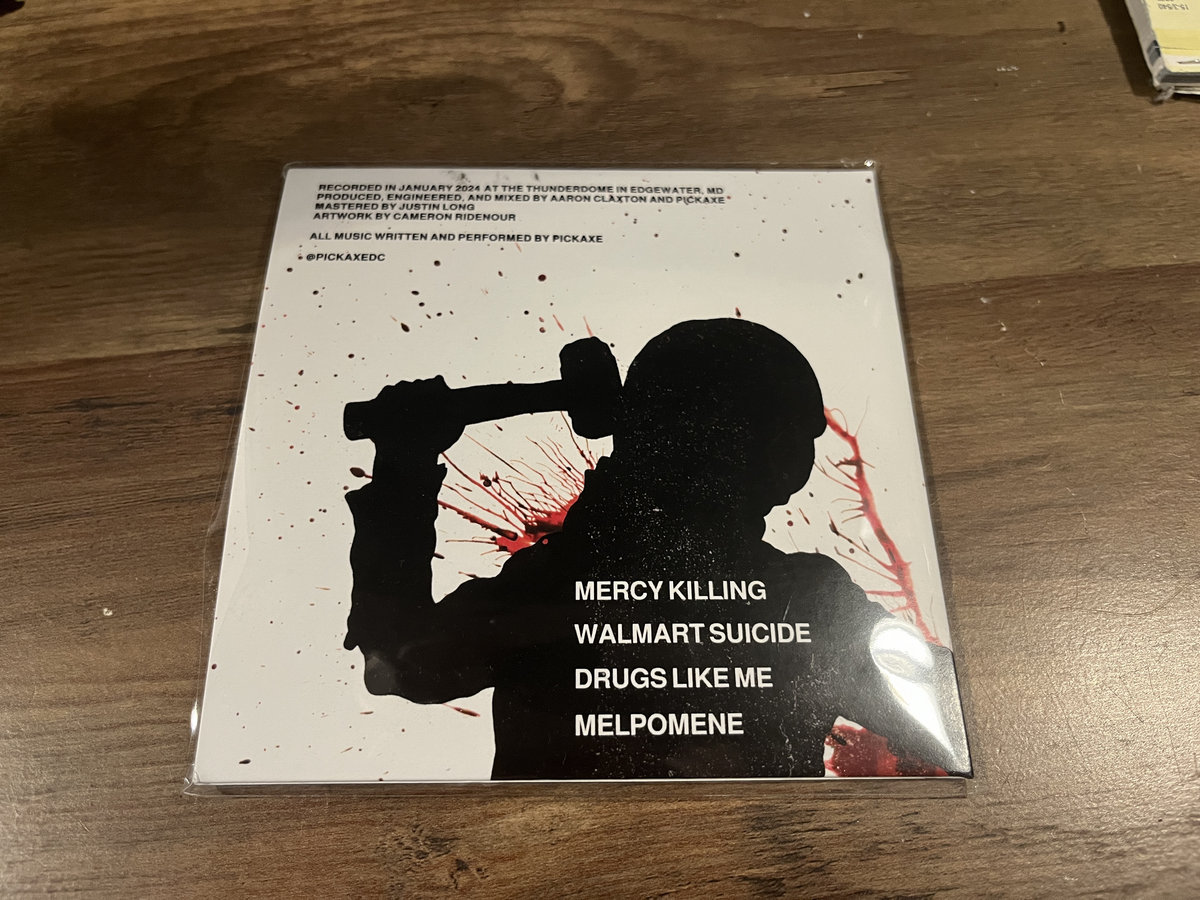 RECORDED IN JANUARY 2024 AT THE THUNDERDOME IN EDGEWATER, MD
PRODUCED, ENGINEERED, AND MIXED BY AARON CLAXTON AND PICKAXE
MASTERED BY JUSTIN LONG
ARTWORK BY CAMERON RIDENOUR
ALL MUSIC WRITTEN AND PERFORMED BY PICKAXE
@PICKAXEDC
MERCY KILLING
WALMART SUICIDE
DRUGS LIKE ME
MELPOMENE